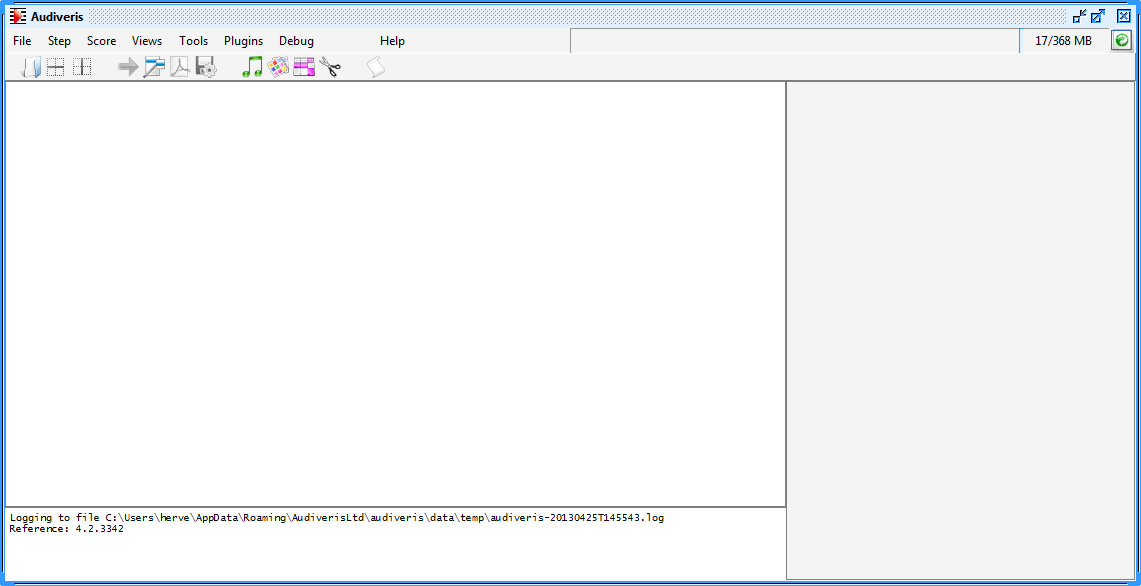 Audiveris
File Step Score Views Tools Plugins Debug Help 17/368 MB
Logging to file C:\Users\herve\AppData\Roaming\AudiverisLtd\audiveris\data\temp\audiveris-20130425T145543.log
Reference: 4.2.3342